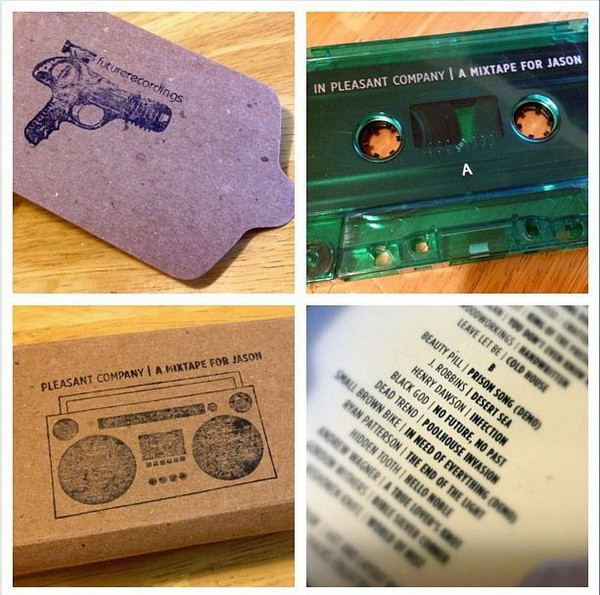 futurerecordings
IN PLEASANT COMPANY | A MIXTAPE FOR JASON
A
PLEASANT COMPANY | A MIXTAPE FOR JASON
LEAVE LET BE | COLD HOUSE
B
BEAUTY PILL | PRISON SONG (DEMO)
J. ROBBINS | DESERT SEA
HENRY DAWSON | INFECTION
BLACK GOD | NO FUTURE, NO PAST
DEAD TREND | POOLHOUSE INVASION
SMALL BROWN BIKE | IN NEED OF EVERYTHING (DEMO)
RYAN PATTERSON | THE END OF THE LIGHT
HIDDEN TOOTH | HELLO NOBLE
ANDREW WAGNER | A TRUE LOVER'S KNOT